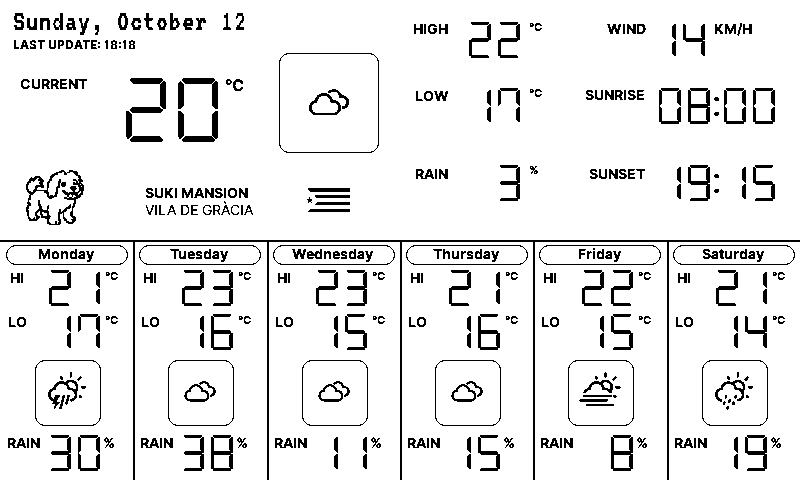 Sunday, October 12
LAST UPDATE: 18:18
CURRENT 20 °C
HIGH 22 °C
WIND 14 KM/H
LOW 17 °C
SUNRISE 08:00
RAIN 3 %
SUNSET 19:15
SUKI MANSION
VILA DE GRÀCIA
Monday
HI 21 °C
LO 17 °C
RAIN 30 %
Tuesday
HI 23 °C
LO 16 °C
RAIN 38 %
Wednesday
HI 23 °C
LO 15 °C
RAIN 11 %
Thursday
HI 21 °C
LO 16 °C
RAIN 15 %
Friday
HI 22 °C
LO 15 °C
RAIN 8 %
Saturday
HI 21 °C
LO 14 °C
RAIN 19 %